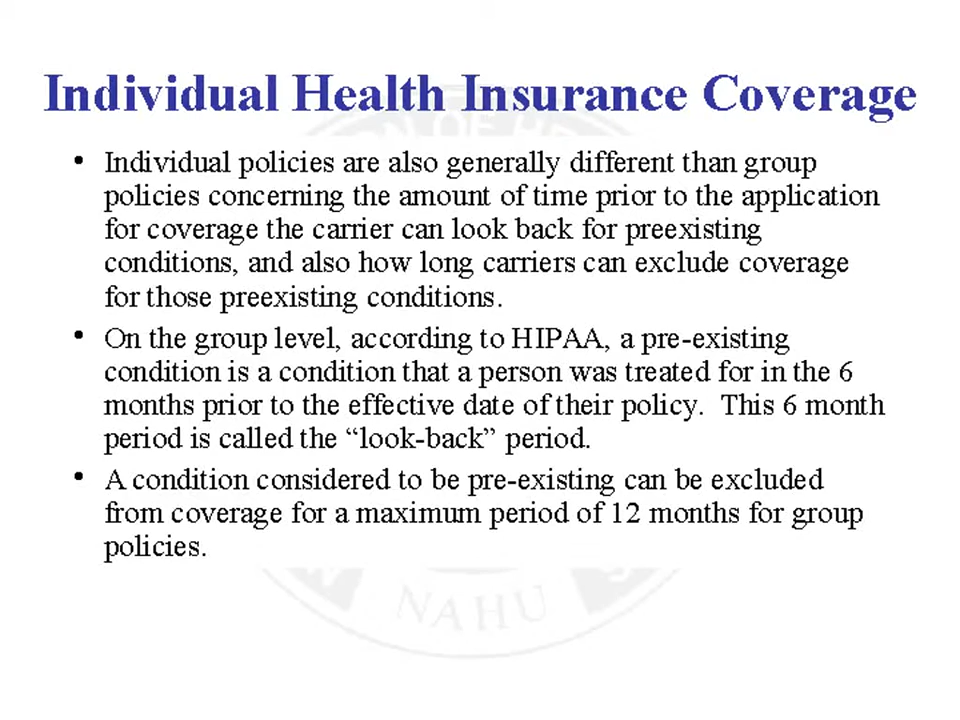 Individual Health Insurance Coverage
• Individual policies are also generally different than group
policies concerning the amount of time prior to the application
for coverage the carrier can look back for preexisting
conditions, and also how long carriers can exclude coverage
for those preexisting conditions.
• On the group level, according to HIPAA, a pre-existing
condition is a condition that a person was treated for in the 6
months prior to the effective date of their policy.  This 6 month
period is called the “look-back” period.
• A condition considered to be pre-existing can be excluded
from coverage for a maximum period of 12 months for group
policies.
NAHU